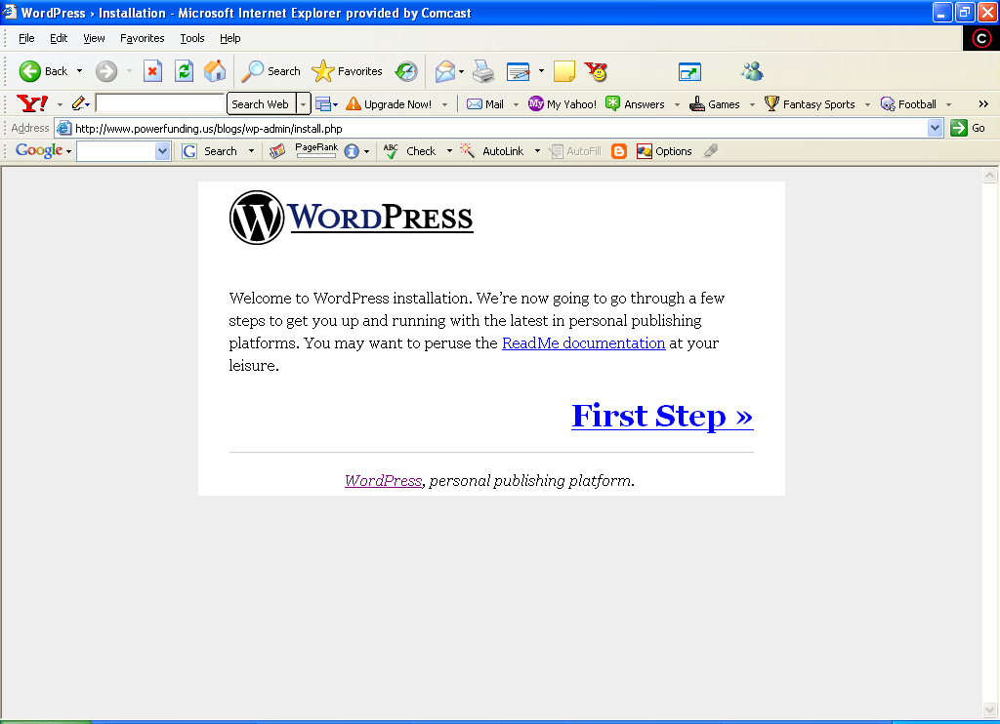 WordPress › Installation - Microsoft Internet Explorer provided by Comcast
File Edit View Favorites Tools Help
C
Back Search Favorites
Y! Search Web Upgrade Now! Mail My My Yahoo! Answers Games Fantasy Sports Football »
Address http://www.powerfunding.us/blogs/wp-admin/install.php Go
Google G Search PageRank ABC Check AutoLink AutoFill Options
W WORDPRESS
Welcome to WordPress installation. We're now going to go through a few
steps to get you up and running with the latest in personal publishing
platforms. You may want to peruse the ReadMe documentation at your
leisure.
First Step »
WordPress, personal publishing platform.